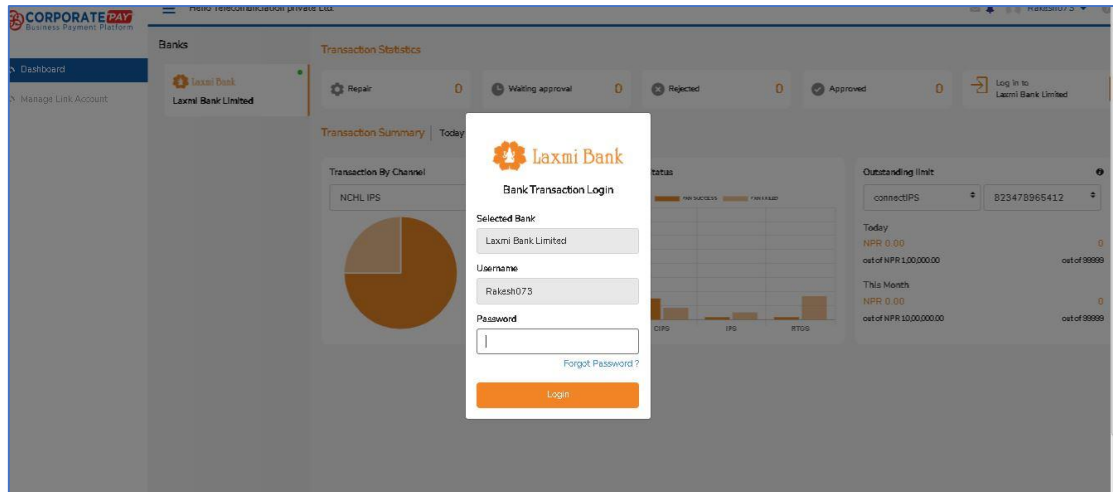 CORPORATE PAY
Business Payment Platform
Hello Telecomunciation private Ltd.
Rakesh073
Dashboard
Manage Link Account
Banks
Laxmi Bank
Laxmi Bank Limited
Transaction Statistics
Repair 0
Waiting approval 0
Rejected 0
Approved 0
Log in to
Laxmi Bank Limited
Transaction Summary | Today
Transaction By Channel
NCHL IPS
tatus
CIPS IPS RTGS
Outstanding limit
connectIPS
823478965412
Today
NPR 0.00 0
out of NPR 1,00,000.00 out of 99999
This Month
NPR 0.00 0
out of NPR 10,00,000.00 out of 99999
Laxmi Bank
Bank Transaction Login
Selected Bank
Laxmi Bank Limited
Username
Rakesh073
Password
Forgot Password ?
Login